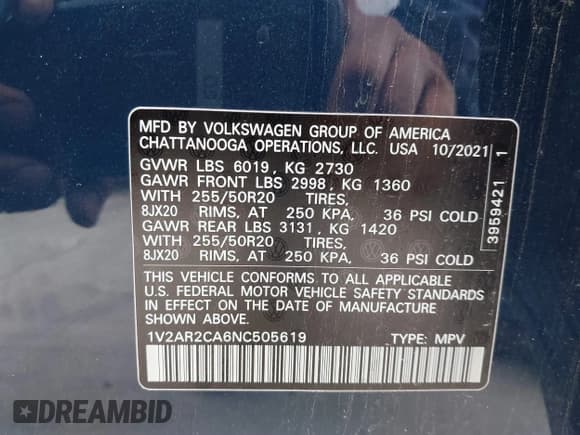 MFD BY VOLKSWAGEN GROUP OF AMERICA
CHATTANOOGA OPERATIONS, LLC. USA 10/2021
GVWR LBS 6019, KG 2730
GAWR FRONT LBS 2998, KG 1360
WITH 255/50R20 TIRES,
8JX20 RIMS, AT 250 KPA, 36 PSI COLD
GAWR REAR LBS 3131, KG 1420
WITH 255/50R20 TIRES,
8JX20 RIMS, AT 250 KPA, 36 PSI COLD
THIS VEHICLE CONFORMS TO ALL APPLICABLE
U.S. FEDERAL MOTOR VEHICLE SAFETY STANDARDS
IN EFFECT ON THE DATE OF MANUFACTURE
SHOWN ABOVE.
1V2AR2CA6NC505619 TYPE: MPV
3959421 1
DREAMBID